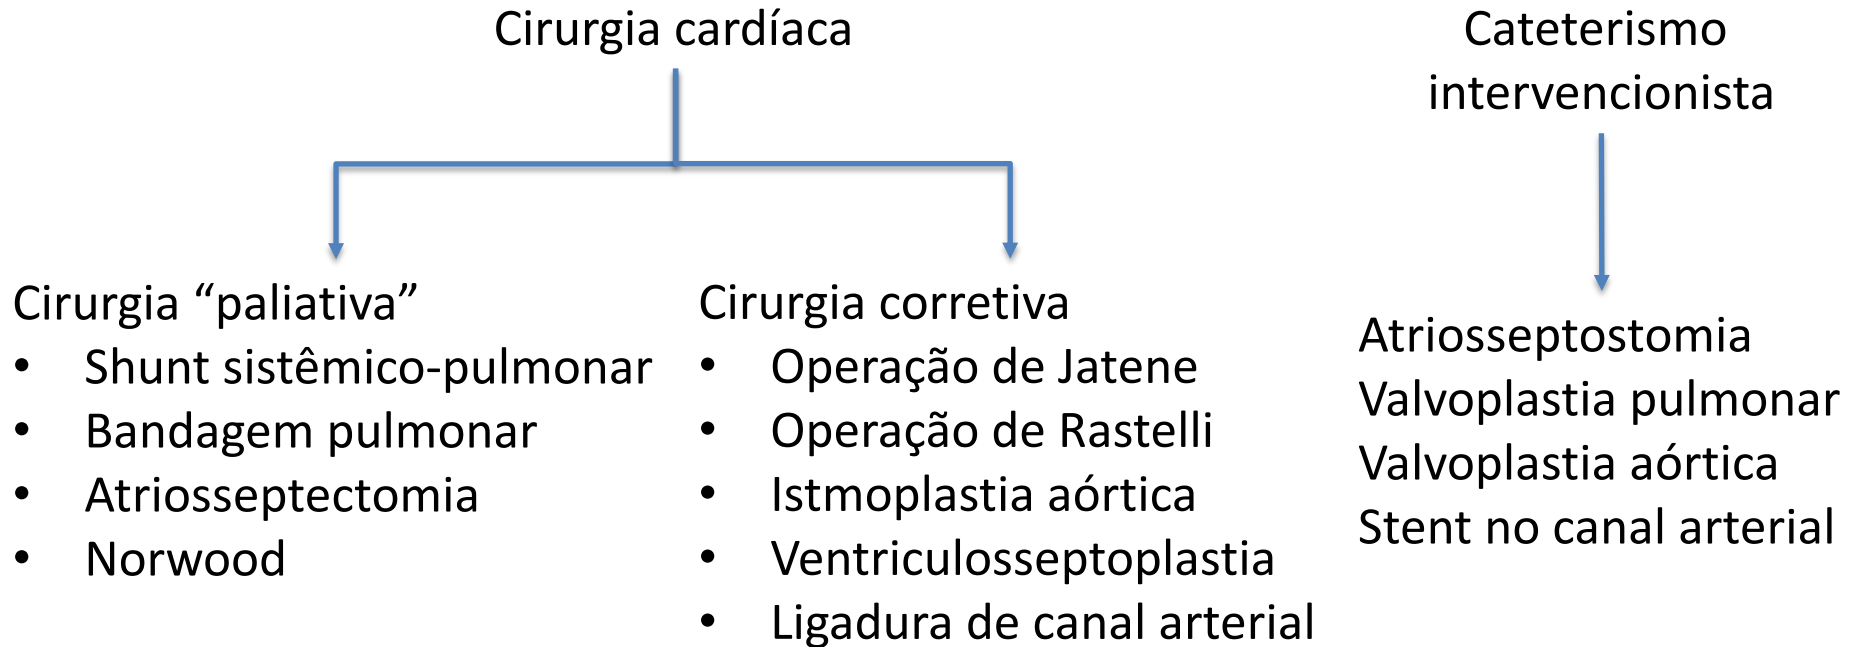 Cirurgia cardíaca
Cateterismo
intervencionista
Cirurgia “paliativa”
• Shunt sistêmico-pulmonar
• Bandagem pulmonar
• Atriosseptectomia
• Norwood
Cirurgia corretiva
• Operação de Jatene
• Operação de Rastelli
• Istmoplastia aórtica
• Ventriculosseptoplastia
• Ligadura de canal arterial
Atriosseptostomia
Valvoplastia pulmonar
Valvoplastia aórtica
Stent no canal arterial